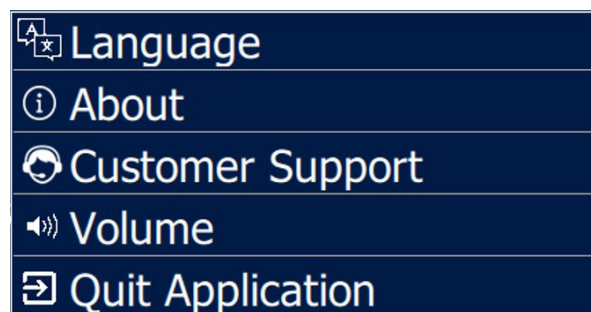 Language
About
Customer Support
Volume
Quit Application